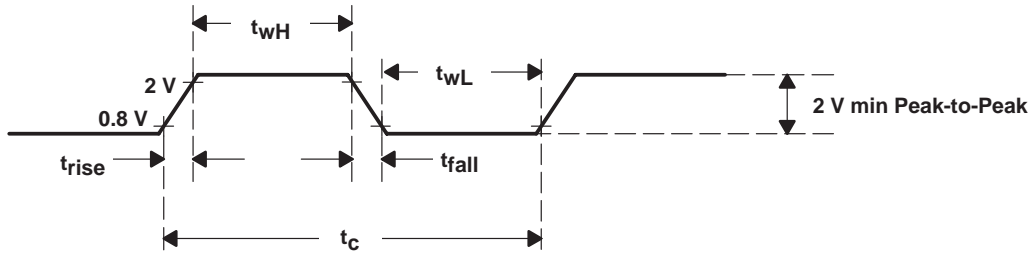 twH
twL
2 V
0.8 V
2 V min Peak-to-Peak
trise
tfall
tc